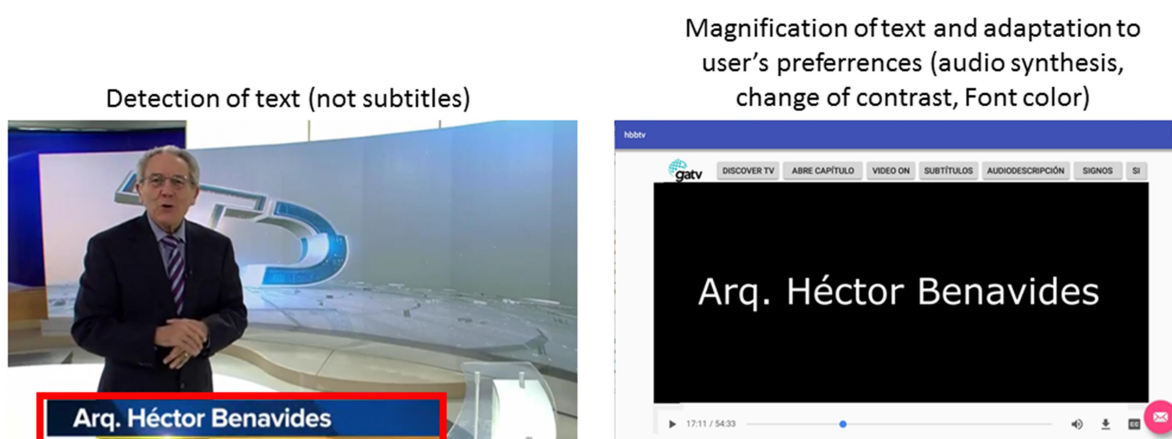 Detection of text (not subtitles)
Arq. Héctor Benavides
Magnification of text and adaptation to
user's preferrences (audio synthesis,
change of contrast, Font color)
hbbtv
gatv DISCOVER TV ABRE CAPÍTULO VIDEO ON SUBTÍTULOS AUDIODESCRIPCIÓN SIGNOS SI
Arq. Héctor Benavides
17:11 / 54:33